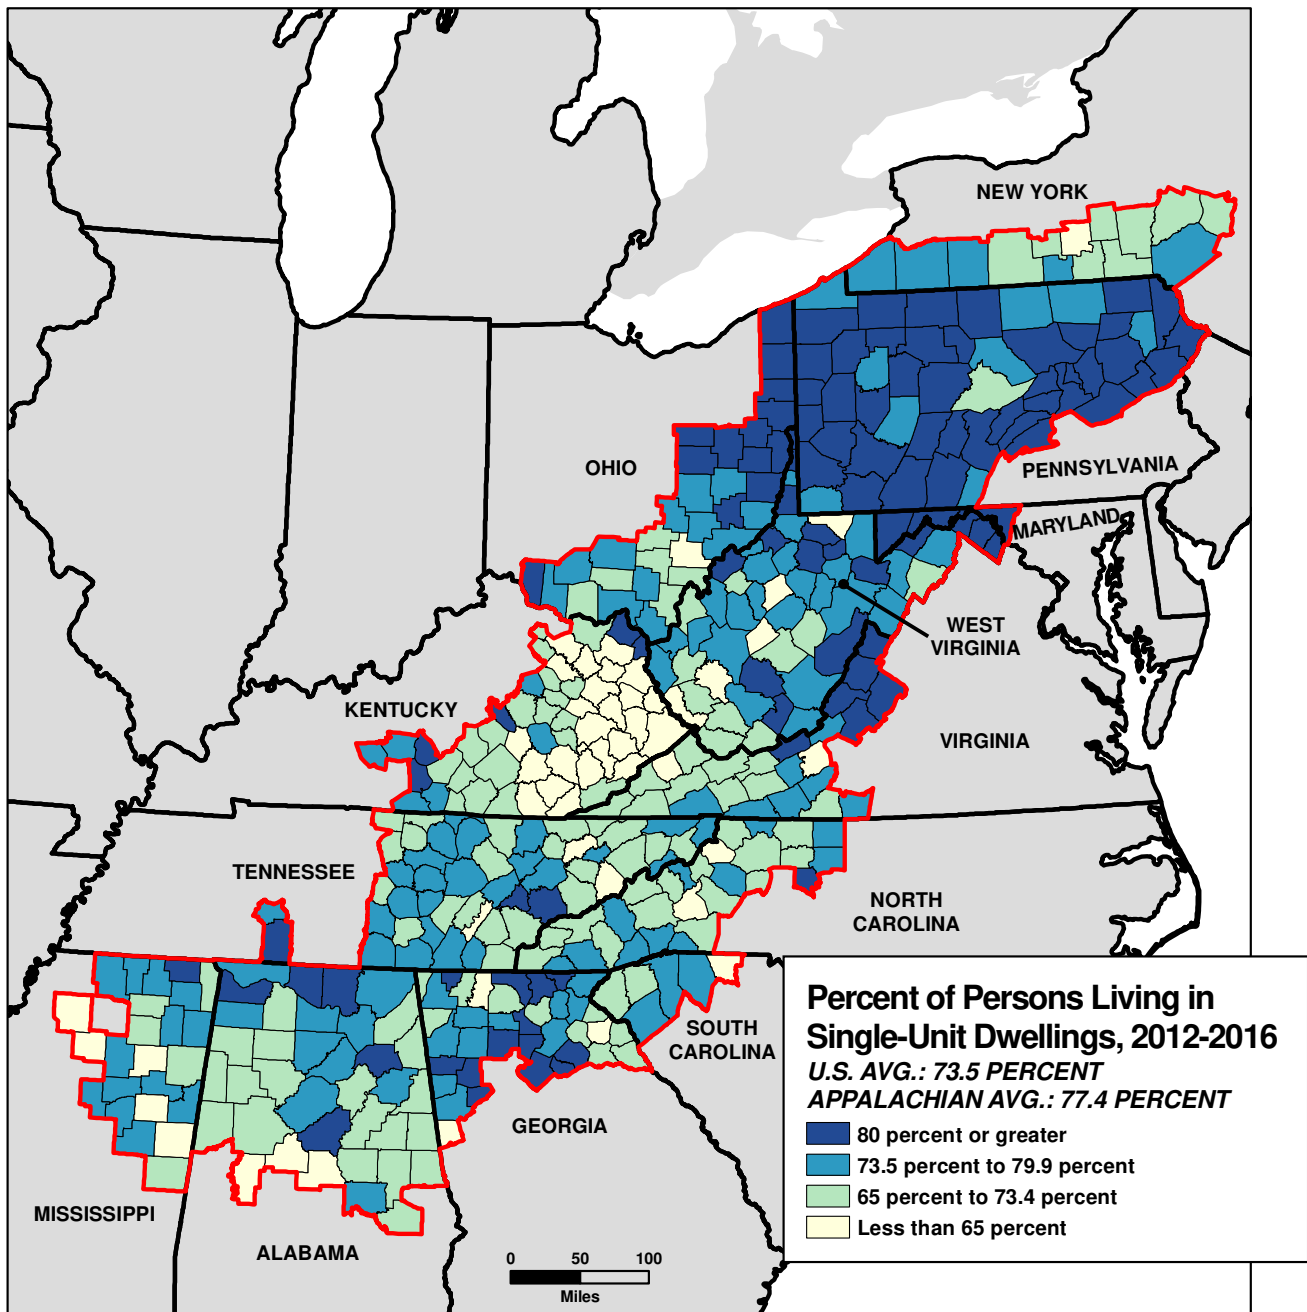 NEW YORK
OHIO
PENNSYLVANIA
MARYLAND
WEST
VIRGINIA
KENTUCKY
VIRGINIA
TENNESSEE
NORTH
CAROLINA
SOUTH
CAROLINA
GEORGIA
MISSISSIPPI
ALABAMA
Percent of Persons Living in
Single-Unit Dwellings, 2012-2016
U.S. AVG.: 73.5 PERCENT
APPALACHIAN AVG.: 77.4 PERCENT
80 percent or greater
73.5 percent to 79.9 percent
65 percent to 73.4 percent
Less than 65 percent
0 50 100
Miles